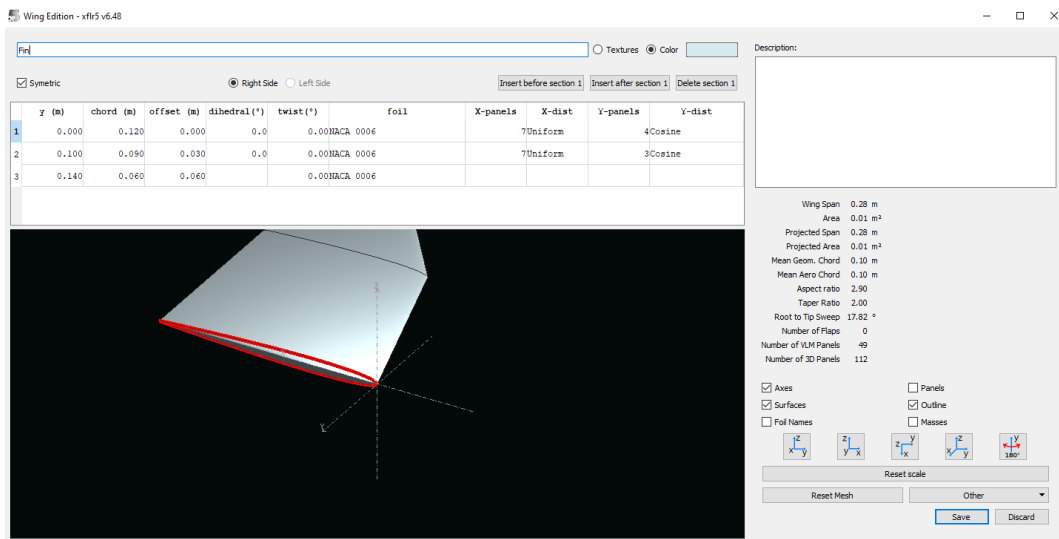 Wing Edition - xflr5 v6.48
Fin
Textures Color
Description:
Symetric Right Side Left Side Insert before section 1 Insert after section 1 Delete section 1
y (m) chord (m) offset (m) dihedral(°) twist(°) foil X-panels X-dist Y-panels Y-dist
1 0.000 0.120 0.000 0.0 0.00 NACA 0006 7 Uniform 4 Cosine
2 0.100 0.090 0.030 0.0 0.00 NACA 0006 7 Uniform 3 Cosine
3 0.140 0.060 0.060 0.00 NACA 0006
Wing Span 0.28 m
Area 0.01 m²
Projected Span 0.28 m
Projected Area 0.01 m²
Mean Geom. Chord 0.10 m
Mean Aero Chord 0.10 m
Aspect ratio 2.90
Taper Ratio 2.00
Root to Tip Sweep 17.82 °
Number of Flaps 0
Number of VLM Panels 49
Number of 3D Panels 112
Axes Panels
Surfaces Outline
Foil Names Masses
z x y
z y x
z y x
z x y
y 180°
Reset scale
Reset Mesh Other
Save Discard
Z
Y